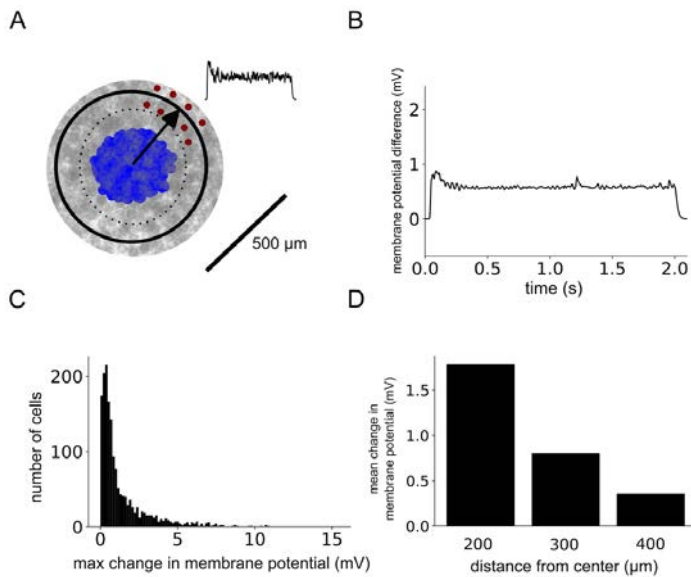 A
500 µm
B
membrane potential difference (mV)
2
1
0
0.0 0.5 1.0 1.5 2.0
time (s)
C
number of cells
200
100
0
0 5 10 15
max change in membrane potential (mV)
D
mean change in
membrane potential (mV)
1.5
1.0
0.5
0.0
200 300 400
distance from center (µm)